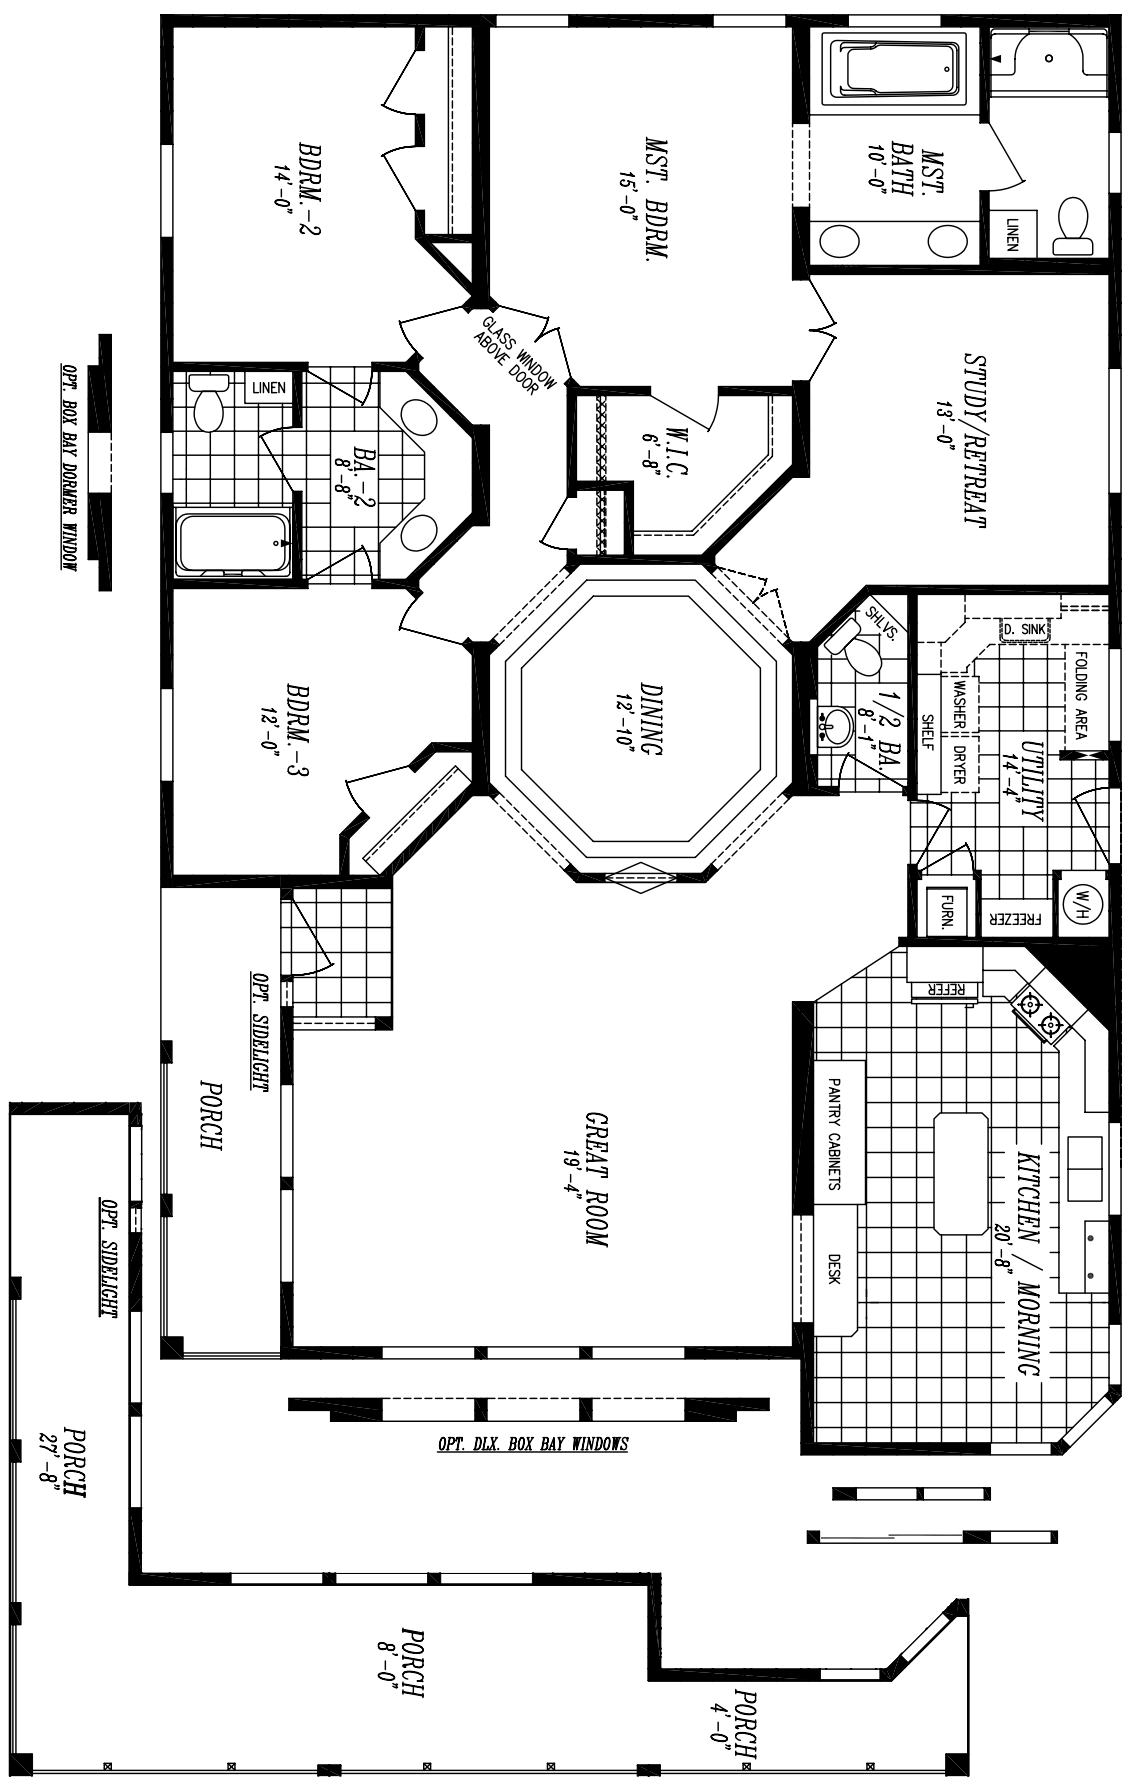 BDRM.-2
14'-0"
MST. BDRM.
15'-0"
MST.
BATH
10'-0"
LINEN
GLASS WINDOW
ABOVE DOOR
STUDY/RETREAT
13'-0"
OPT. BOX BAY DORMER WINDOW
LINEN
BA.-2
8'-8"
W.I.C.
6'-8"
BDRM.-3
12'-0"
DINING
12'-10"
SHLVS.
1/2 BA.
8'-1"
D. SINK
FOLDING AREA
WASHER
DRYER
SHELF
UTILITY
14'-4"
FURN.
FREEZER
W/H
REFER
OPT. SIDELIGHT
PORCH
GREAT ROOM
19'-4"
PANTRY CABINETS
DESK
KITCHEN / MORNING
20'-8"
OPT. SIDELIGHT
OPT. DLX. BOX BAY WINDOWS
PORCH
27'-8"
PORCH
8'-0"
PORCH
4'-0"